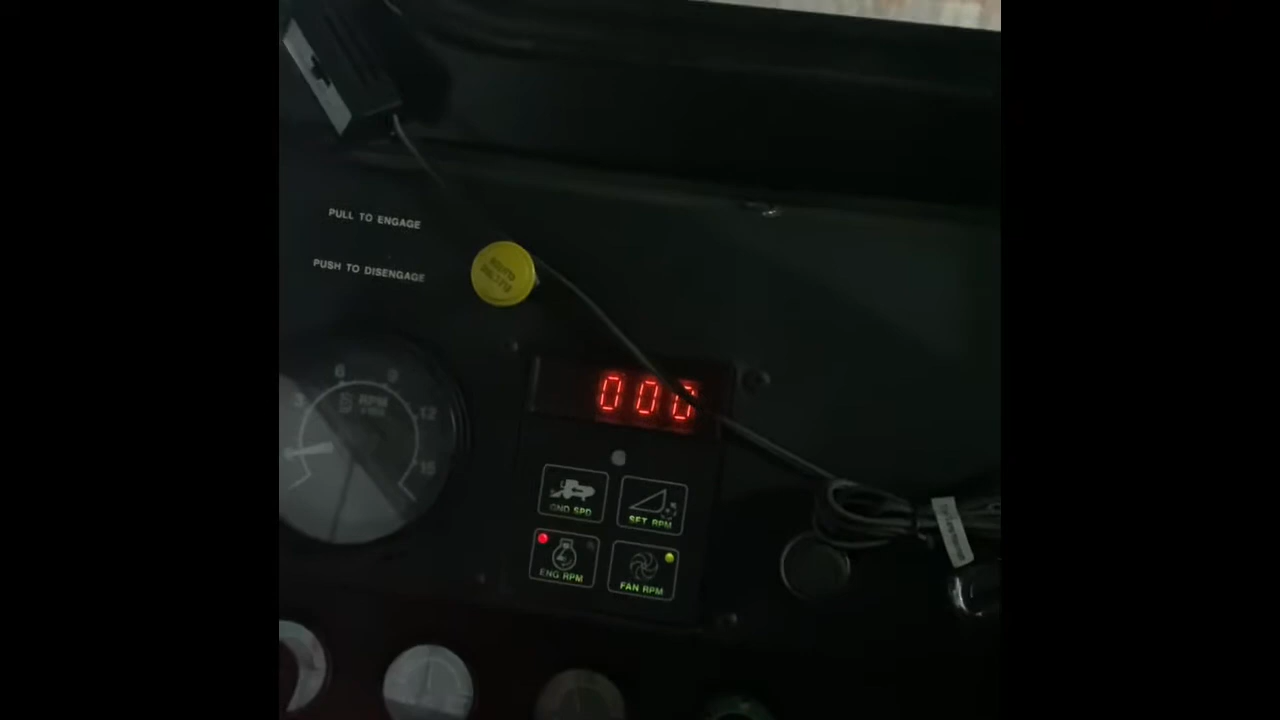 PULL TO ENGAGE
PUSH TO DISENGAGE
6
9
3
RPM
12
15
000
GND SPD
SFT RPM
ENG RPM
FAN RPM